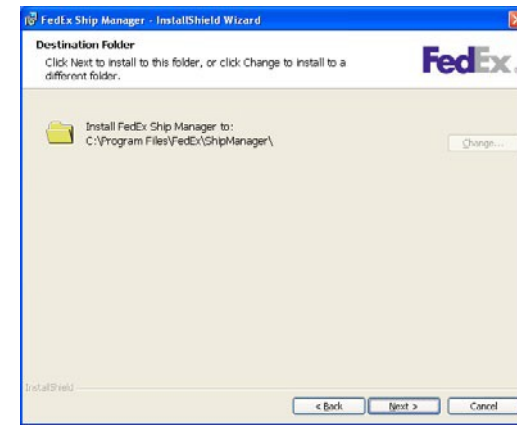 FedEx Ship Manager - InstallShield Wizard
Destination Folder
Click Next to install to this folder, or click Change to install to a
different folder.
FedEx
Install FedEx Ship Manager to:
C:\Program Files\FedEx\ShipManager\
Change...
InstallShield
< Back
Next >
Cancel